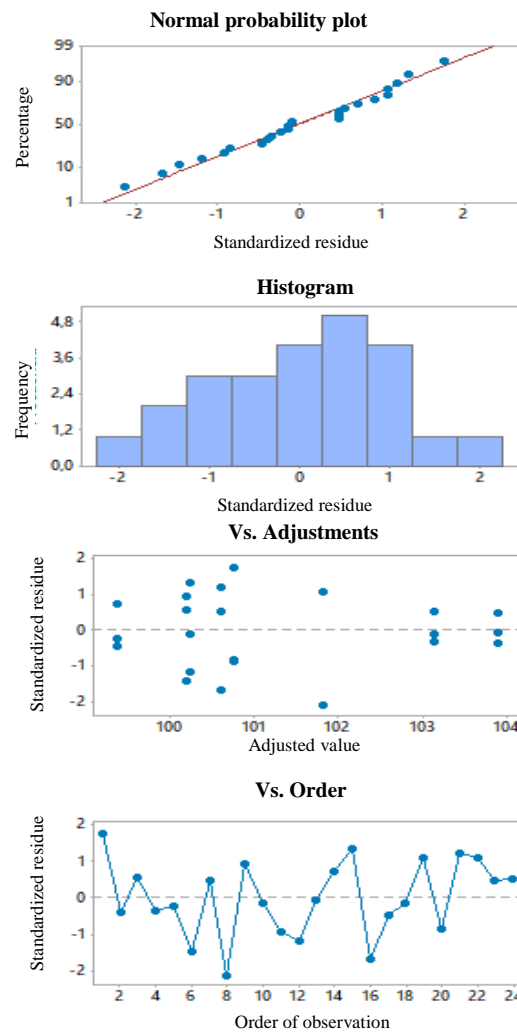 Normal probability plot
99
90
50
10
1
Percentage
-2 -1 0 1 2
Standardized residue
Histogram
4,8
3,6
2,4
1,2
0,0
Frequency
-2 -1 0 1 2
Standardized residue
Vs. Adjustments
2
1
0
-1
-2
Standardized residue
100 101 102 103 104
Adjusted value
Vs. Order
2
1
0
-1
-2
Standardized residue
2 4 6 8 10 12 14 16 18 20 22 24
Order of observation